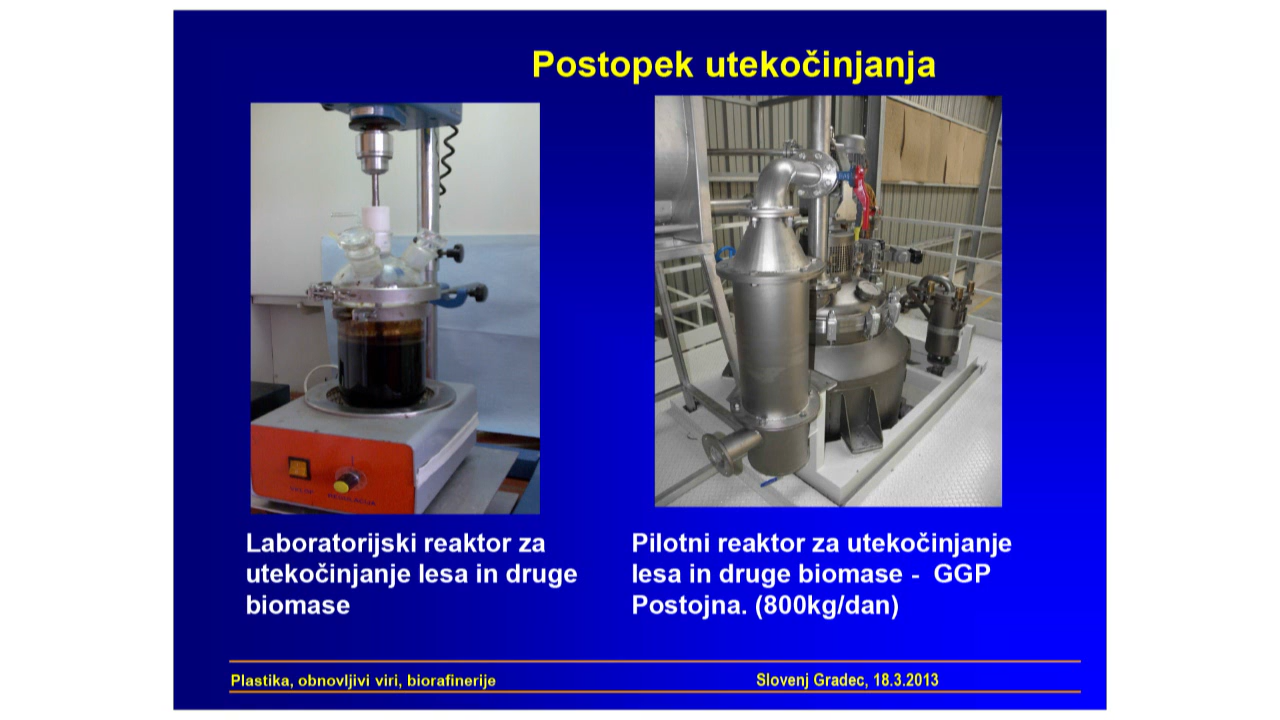 Postopek utekočinjanja
Laboratorijski reaktor za
utekočinjanje lesa in druge
biomase
Pilotni reaktor za utekočinjanje
lesa in druge biomase - GGP
Postojna. (800kg/dan)
Plastika, obnovljivi viri, biorafinerije
Slovenj Gradec, 18.3.2013